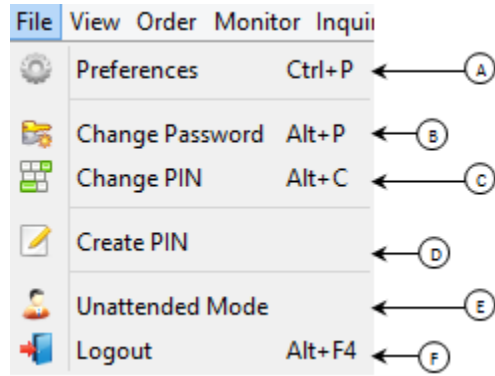 File View Order Monitor
Preferences Ctrl+P A
Change Password Alt+P B
Change PIN Alt+C C
Create PIN D
Unattended Mode E
Logout Alt+F4 F